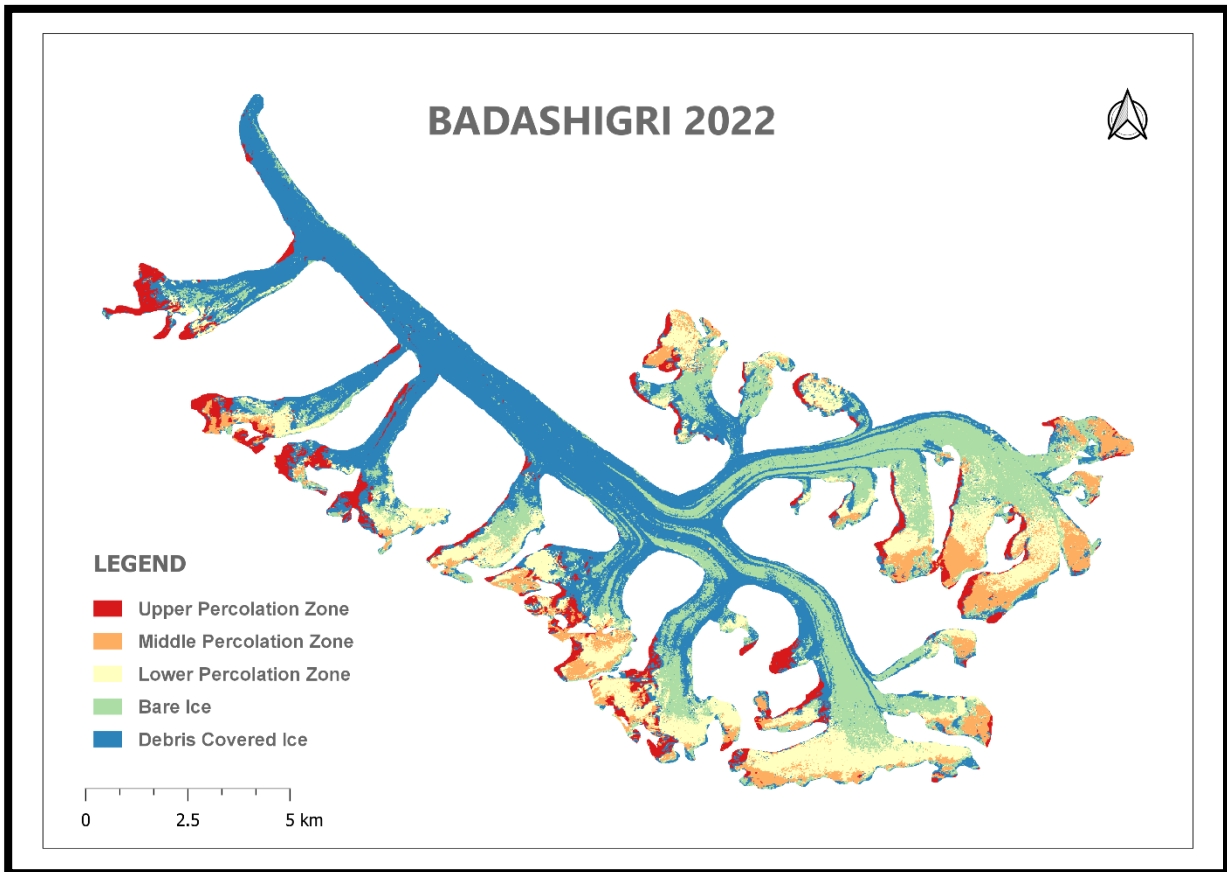 BADASHIGRI 2022
LEGEND
Upper Percolation Zone
Middle Percolation Zone
Lower Percolation Zone
Bare Ice
Debris Covered Ice
0 2.5 5 km